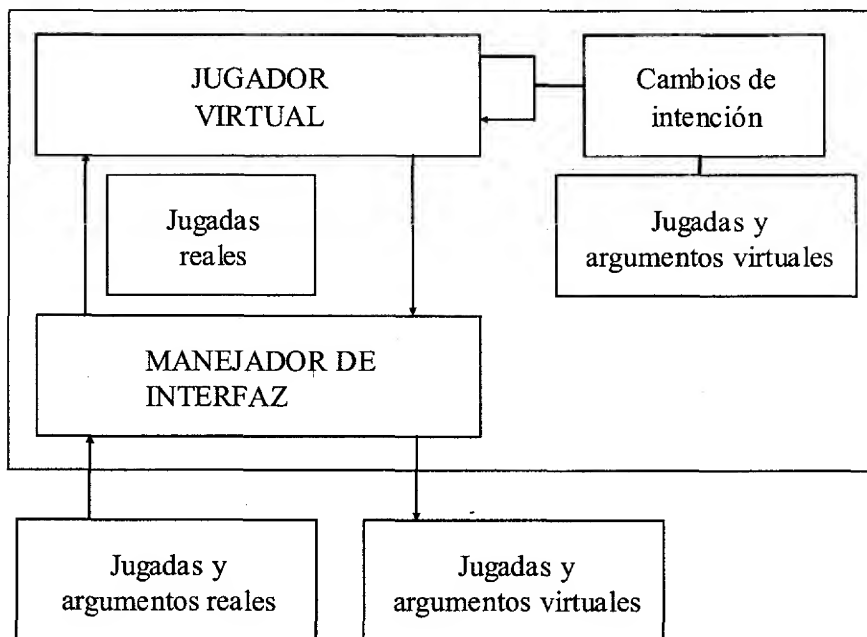 JUGADOR
VIRTUAL
Cambios de
intención
Jugadas y
argumentos virtuales
Jugadas
reales
MANEJADOR DE
INTERFAZ
Jugadas y
argumentos reales
Jugadas y
argumentos virtuales